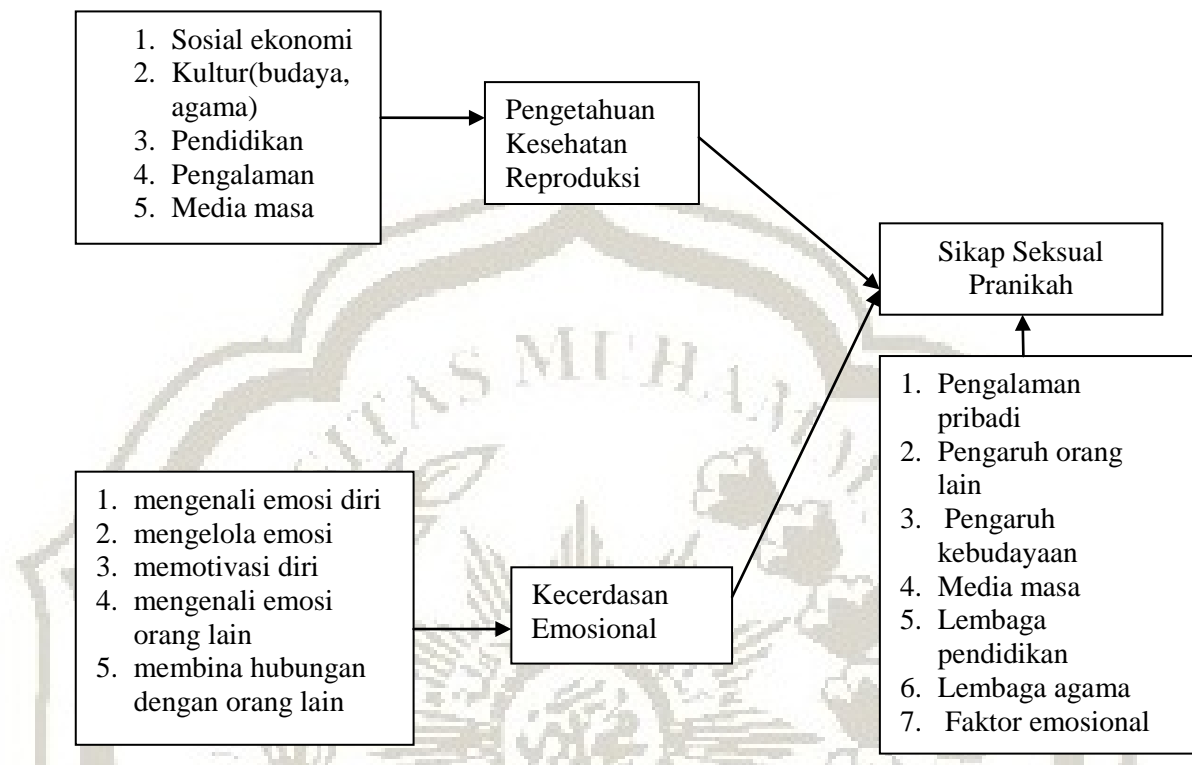 1. Sosial ekonomi
2. Kultur(budaya,
agama)
3. Pendidikan
4. Pengalaman
5. Media masa
Pengetahuan
Kesehatan
Reproduksi
Sikap Seksual
Pranikah
1. mengenali emosi diri
2. mengelola emosi
3. memotivasi diri
4. mengenali emosi
orang lain
5. membina hubungan
dengan orang lain
Kecerdasan
Emosional
1. Pengalaman
pribadi
2. Pengaruh orang
lain
3. Pengaruh
kebudayaan
4. Media masa
5. Lembaga
pendidikan
6. Lembaga agama
7. Faktor emosional